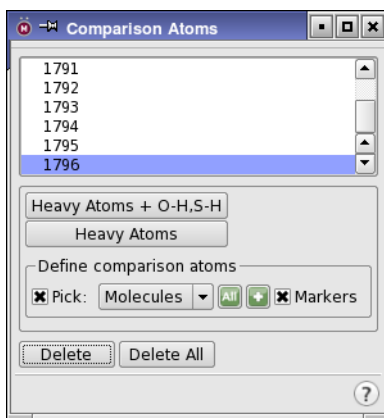 Comparison Atoms
1791
1792
1793
1794
1795
1796
Heavy Atoms + O-H,S-H
Heavy Atoms
Define comparison atoms
Pick: Molecules All + Markers
Delete Delete All
?